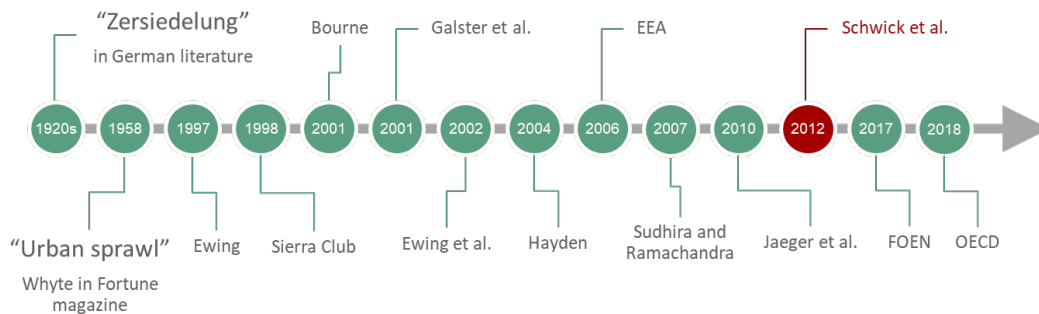 “Zersiedelung”
in German literature
Bourne
Galster et al.
EEA
Schwick et al.
1920s
1958
1997
1998
2001
2001
2002
2004
2006
2007
2010
2012
2017
2018
“Urban sprawl”
Whyte in Fortune
magazine
Ewing
Sierra Club
Ewing et al.
Hayden
Sudhira and
Ramachandra
Jaeger et al.
FOEN
OECD